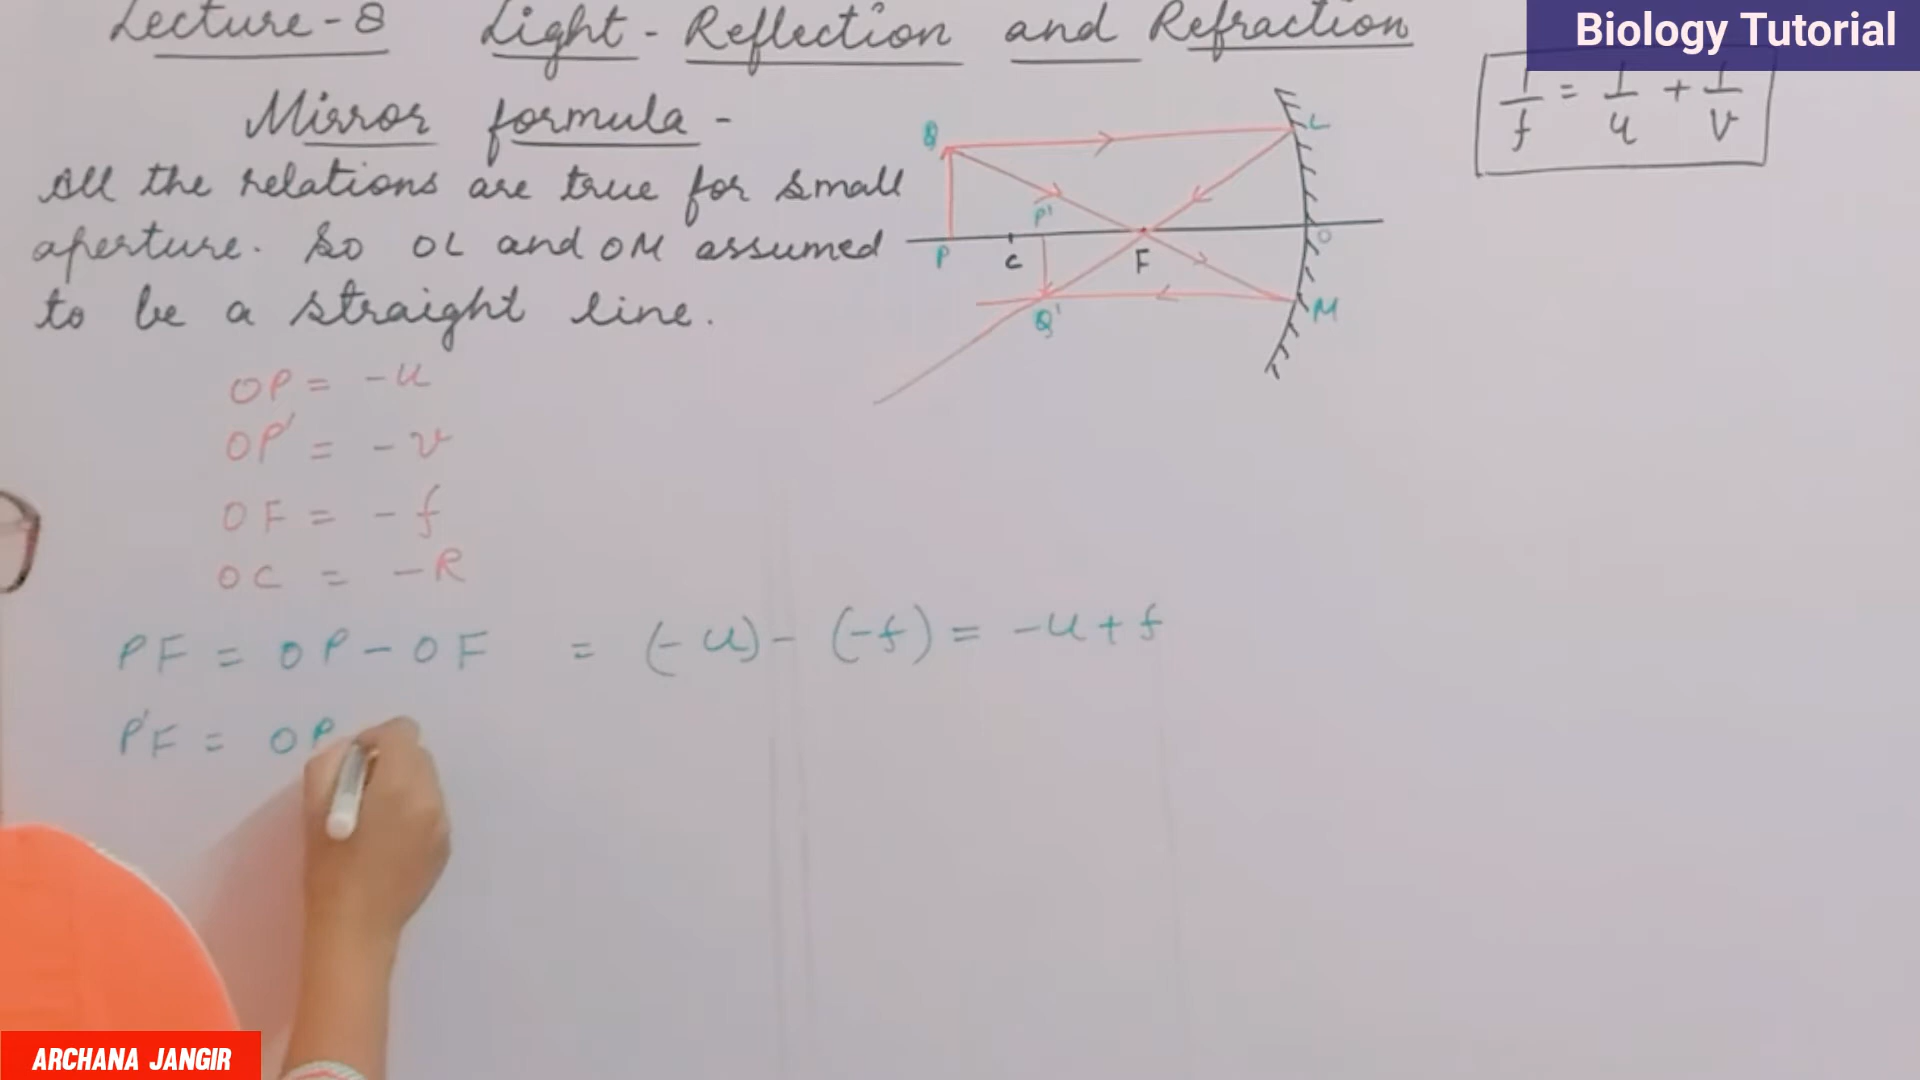 Lecture - 8 Light - Reflection and Refraction
Biology Tutorial
Mirror formula -
1/f = 1/u + 1/v
All the relations are true for small
aperture. So OL and OM assumed
to be a straight line.
Q
L
P'
P
C
F
O
Q'
M
OP = -u
OP' = -v
OF = -f
OC = -R
PF = OP - OF = (-u) - (-f) = -u + f
P'F = OP
ARCHANA JANGIR